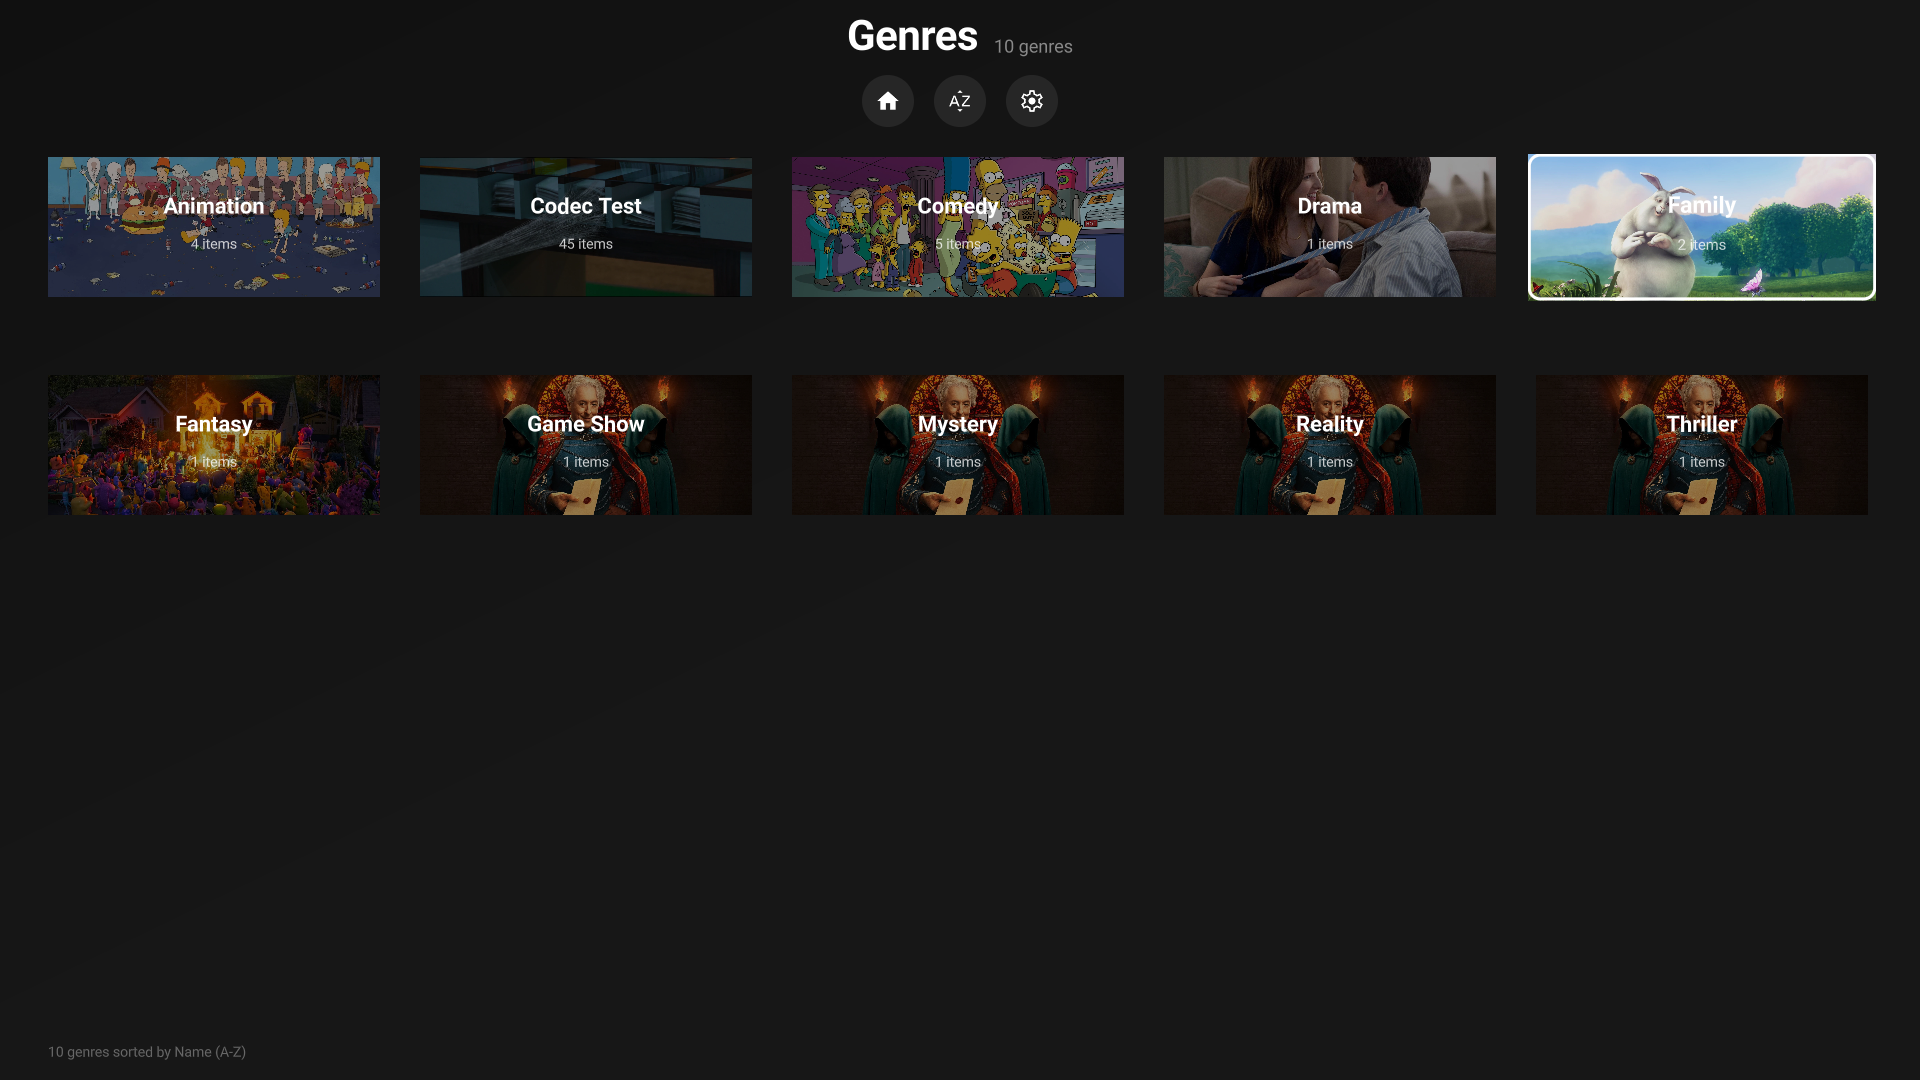 Genres 10 genres
AZ
Animation
4 items
Codec Test
45 items
Comedy
5 items
Drama
1 items
Family
2 items
Fantasy
1 items
Game Show
1 items
Mystery
1 items
Reality
1 items
Thriller
1 items
10 genres sorted by Name (A-Z)